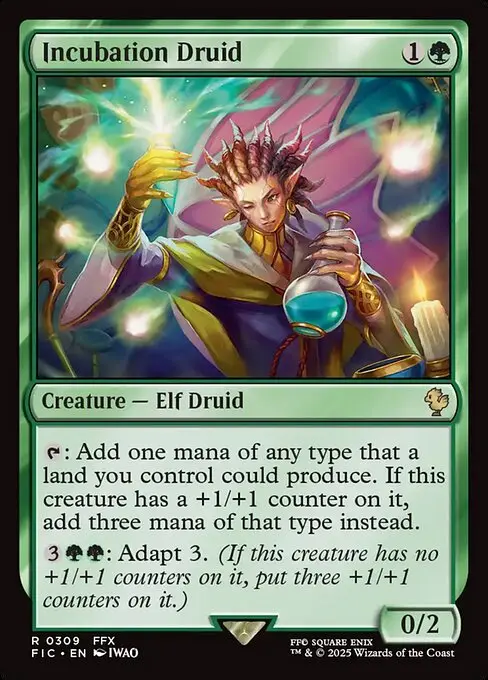 Incubation Druid 1
Creature — Elf Druid
: Add one mana of any type that a
land you control could produce. If this
creature has a +1/+1 counter on it,
add three mana of that type instead.
3 : Adapt 3. (If this creature has no
+1/+1 counters on it, put three +1/+1
counters on it.)
0/2
R 0309 FFX
FIC • EN IWAO
FF© SQUARE ENIX
™ & © 2025 Wizards of the Coast